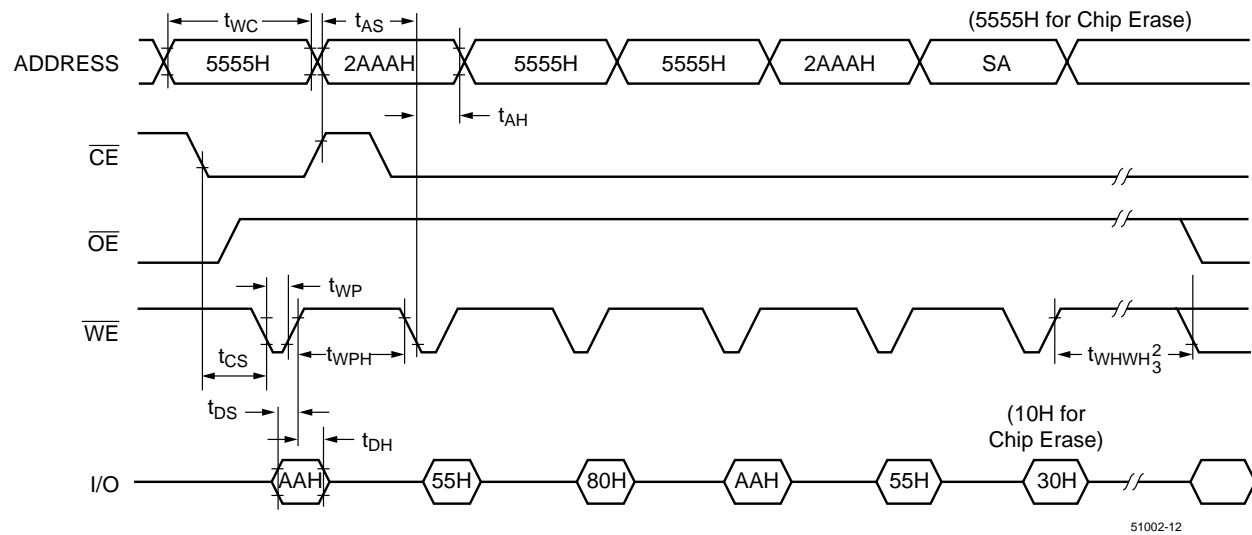 tWC tAS (5555H for Chip Erase)
ADDRESS 5555H 2AAAH 5555H 5555H 2AAAH SA
tAH
CE
OE
tWP
WE
tCS tWPH tWHWH2
3
tDS (10H for
tDH Chip Erase)
I/O AAH 55H 80H AAH 55H 30H
51002-12